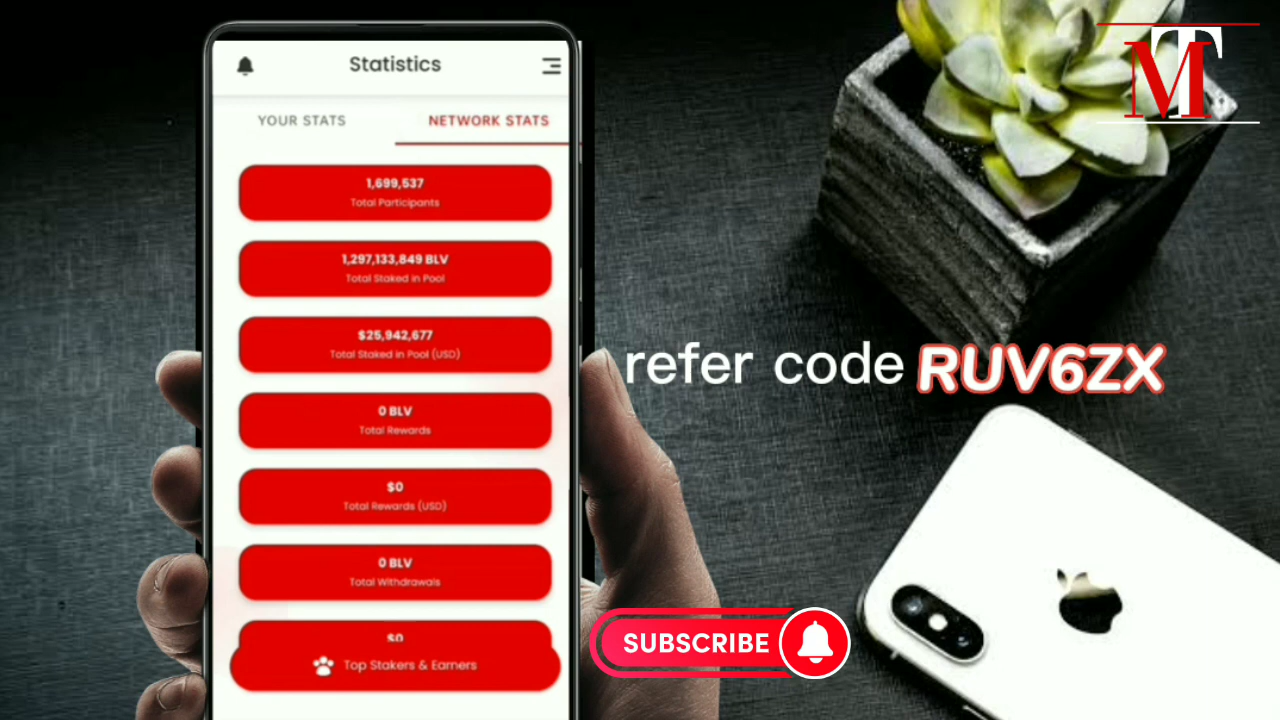 Statistics
YOUR STATS
NETWORK STATS
1,699,537
Total Participants
1,297,133,849 BLV
Total Staked in Pool
$25,942,677
Total Staked in Pool (USD)
0 BLV
Total Rewards
$0
Total Rewards (USD)
0 BLV
Total Withdrawals
$0
Top Stakers & Earners
MT
refer code RUV6ZX
SUBSCRIBE